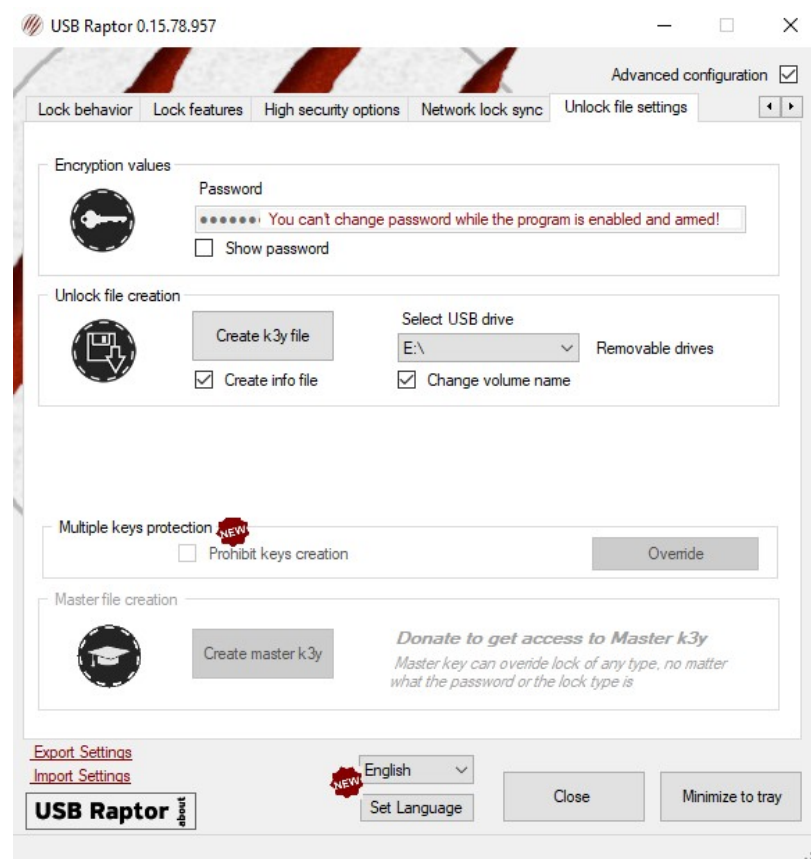 USB Raptor 0.15.78.957
Advanced configuration
Lock behavior Lock features High security options Network lock sync Unlock file settings
Encryption values
Password
You can't change password while the program is enabled and armed!
Show password
Unlock file creation
Create k3y file
Select USB drive
E:\
Removable drives
Create info file
Change volume name
Multiple keys protection
NEW
Prohibit keys creation
Override
Master file creation
Create master k3y
Donate to get access to Master k3y
Master key can overide lock of any type, no matter
what the password or the lock type is
Export Settings
Import Settings
USB Raptor about
NEW
English
Set Language
Close
Minimize to tray